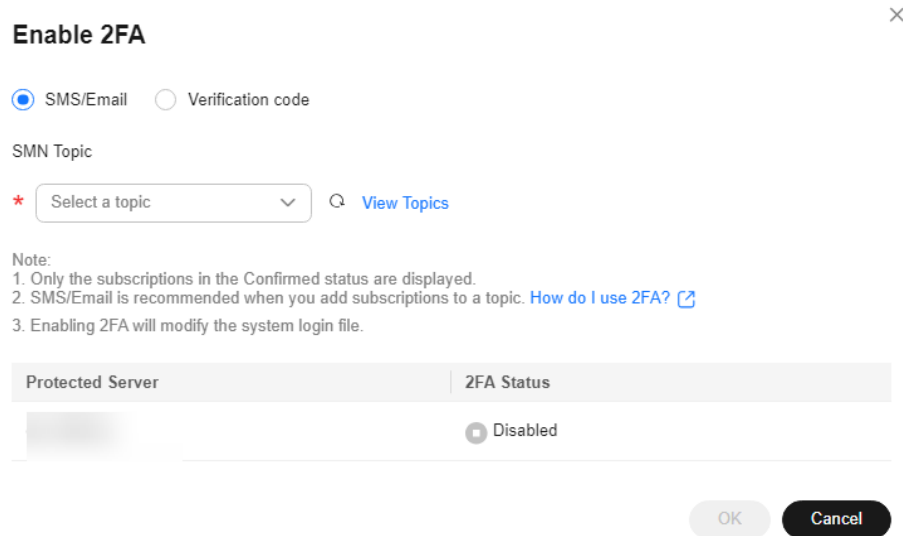 Enable 2FA
SMS/Email Verification code
SMN Topic
* Select a topic View Topics
Note:
1. Only the subscriptions in the Confirmed status are displayed.
2. SMS/Email is recommended when you add subscriptions to a topic. How do I use 2FA?
3. Enabling 2FA will modify the system login file.
Protected Server 2FA Status
Disabled
OK Cancel